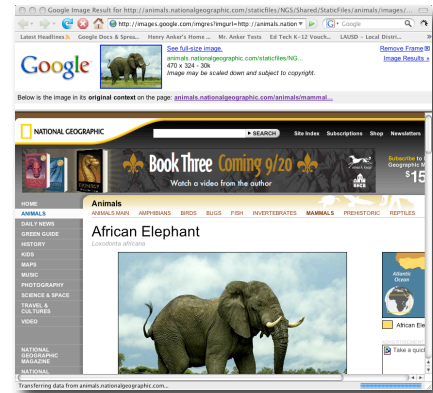 Google Image Result for http://animals.nationalgeographic.com/staticfiles/NGS/Shared/StaticFiles/animals/images/...
http://images.google.com/imgres?imgurl=http://animals.nation
Google
Latest Headlines Google Docs & Spre... Henry Anker's Home ... Mr. Anker Tests Ed Tech K-12 Vouch... LAUSD - Local Distri... »
Google
See full-size image.
animals.nationalgeographic.com/staticfiles/NG...
470 x 324 - 30k
Image may be scaled down and subject to copyright.
Remove Frame
Image Results »
Below is the image in its original context on the page: animals.nationalgeographic.com/animals/mammal...
NATIONAL GEOGRAPHIC
SEARCH
Site Index Subscriptions Shop Newsletters
Book Three Coming 9/20
Watch a video from the author
Subscribe to
Geographic M
$15
HOME
ANIMALS
DAILY NEWS
GREEN GUIDE
HISTORY
KIDS
MAPS
MUSIC
PHOTOGRAPHY
SCIENCE & SPACE
TRAVEL &
CULTURES
VIDEO
NATIONAL
GEOGRAPHIC
MAGAZINE
NATIONAL
Animals
ANIMALS MAIN AMPHIBIANS BIRDS BUGS FISH INVERTEBRATES MAMMALS PREHISTORIC REPTILES
African Elephant
Loxodonta africana
Atlantic
Ocean
African Ele
ADVERTISEMENT
Take a quick
Transferring data from animals.nationalgeographic.com...